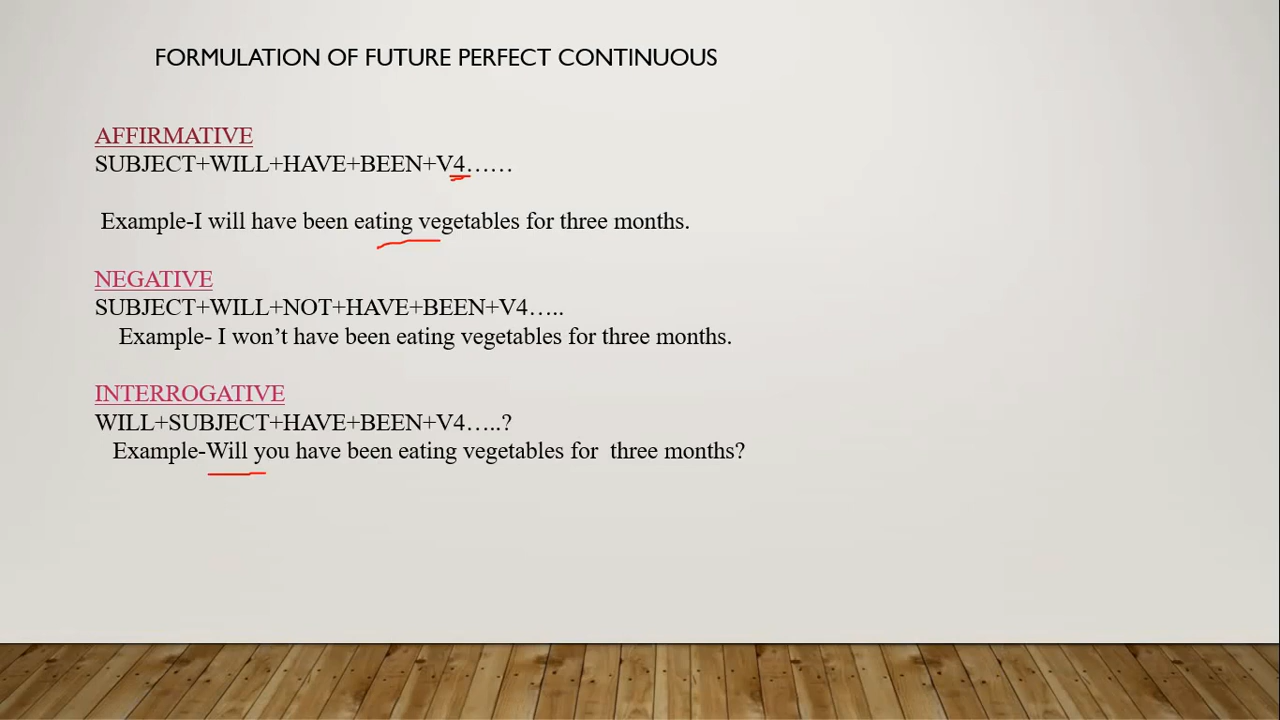 FORMULATION OF FUTURE PERFECT CONTINUOUS
AFFIRMATIVE
SUBJECT+WILL+HAVE+BEEN+V4……
Example-I will have been eating vegetables for three months.
NEGATIVE
SUBJECT+WILL+NOT+HAVE+BEEN+V4…..
Example- I won’t have been eating vegetables for three months.
INTERROGATIVE
WILL+SUBJECT+HAVE+BEEN+V4…..?
Example-Will you have been eating vegetables for  three months?